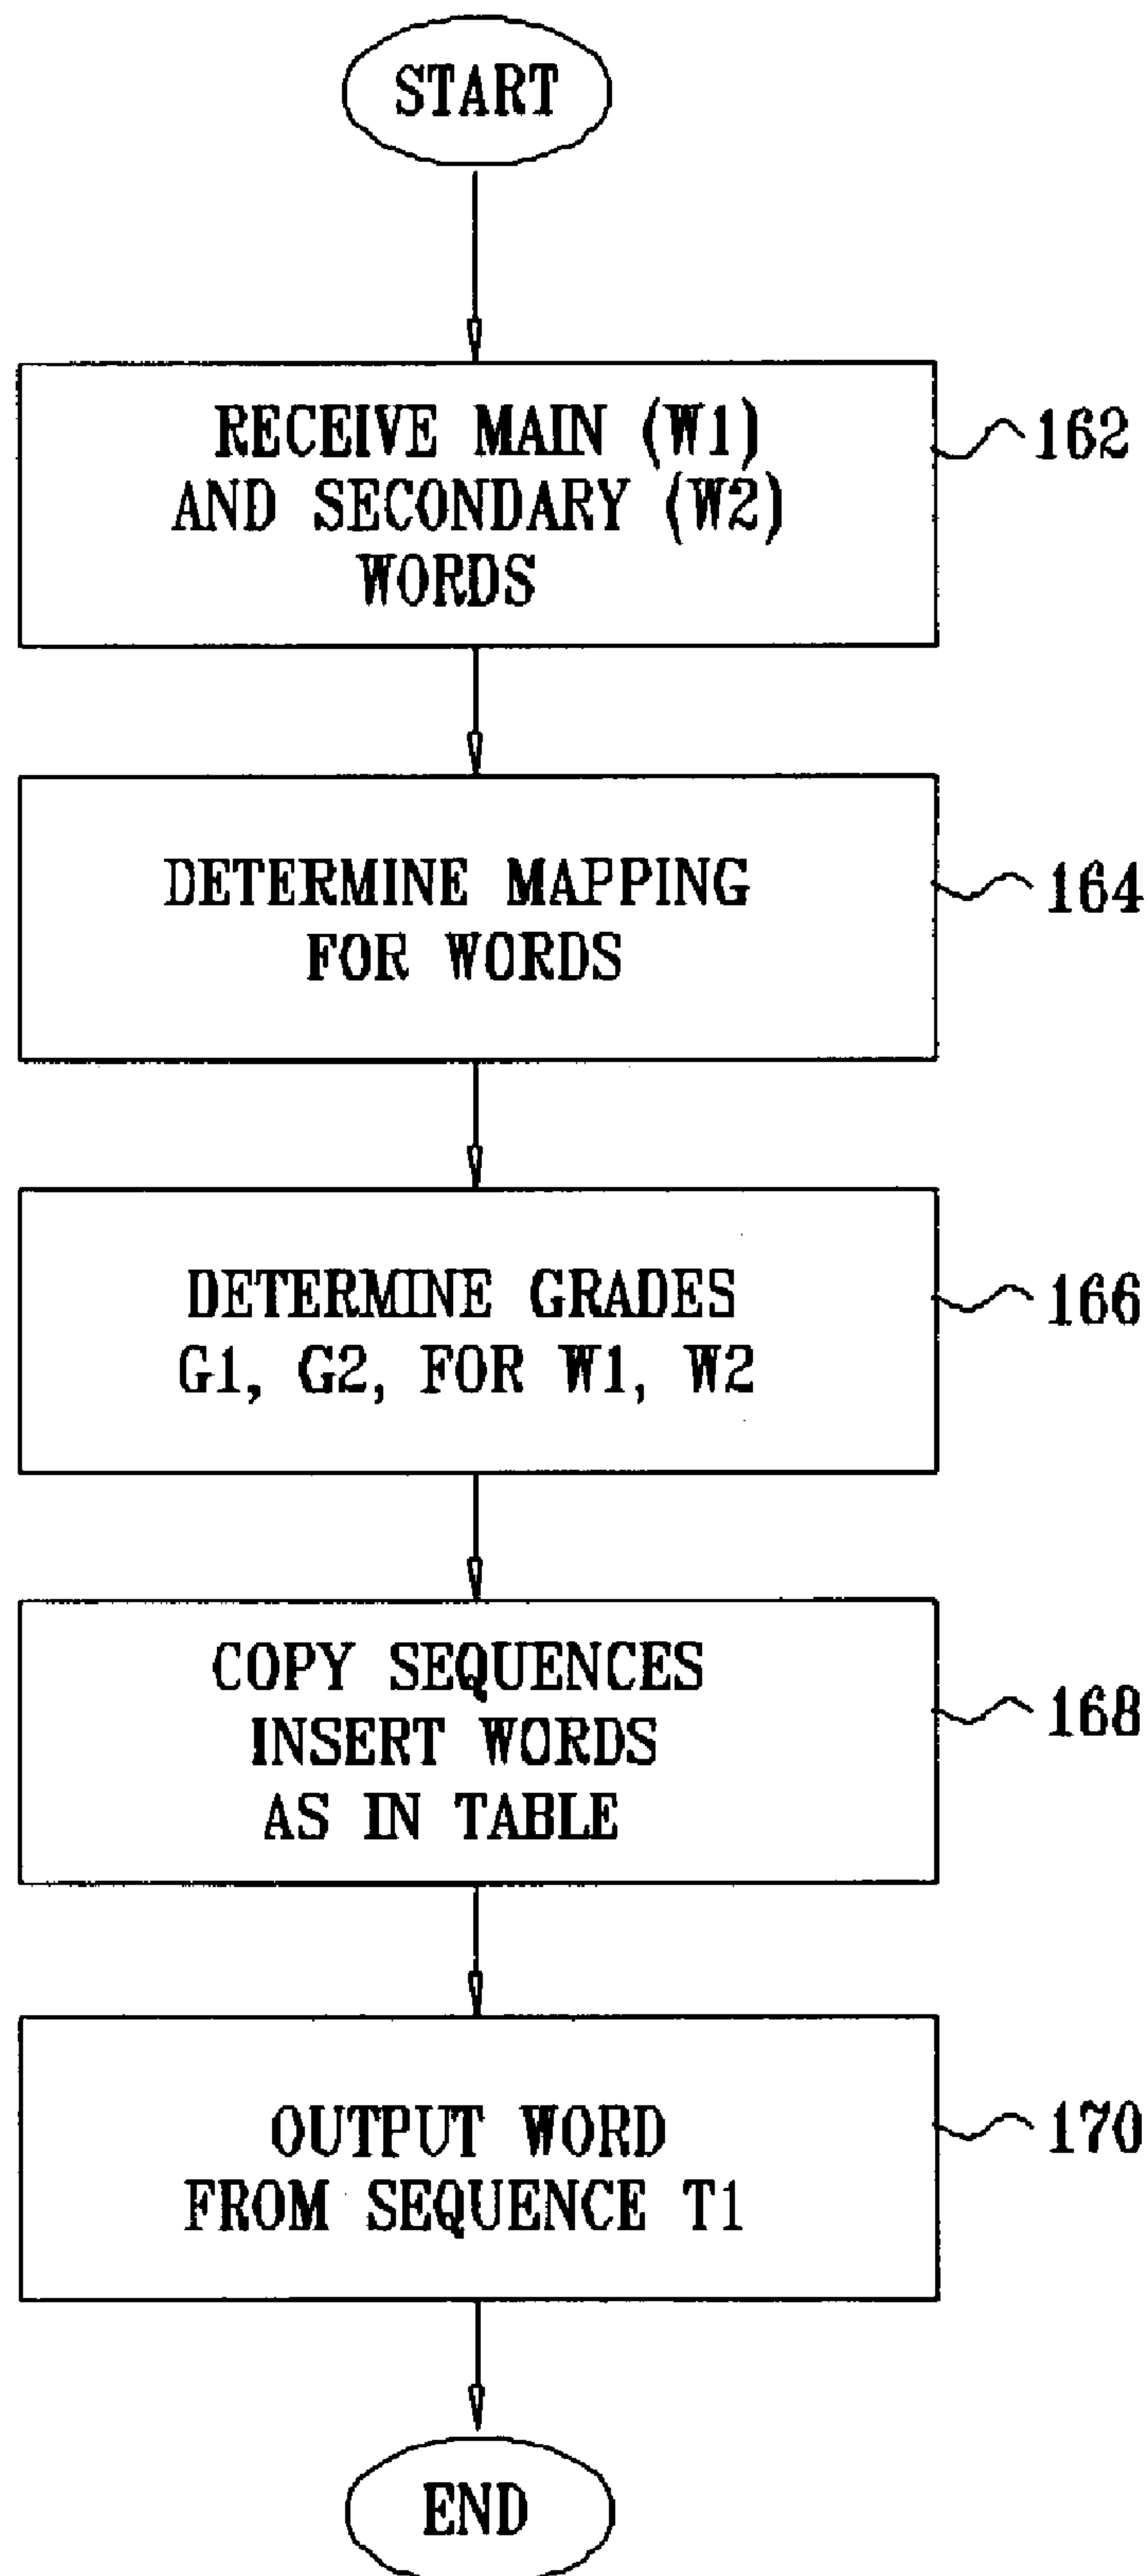 START
RECEIVE MAIN (W1)
AND SECONDARY (W2)
WORDS
162
DETERMINE MAPPING
FOR WORDS
164
DETERMINE GRADES
G1, G2, FOR W1, W2
166
COPY SEQUENCES
INSERT WORDS
AS IN TABLE
168
OUTPUT WORD
FROM SEQUENCE T1
170
END